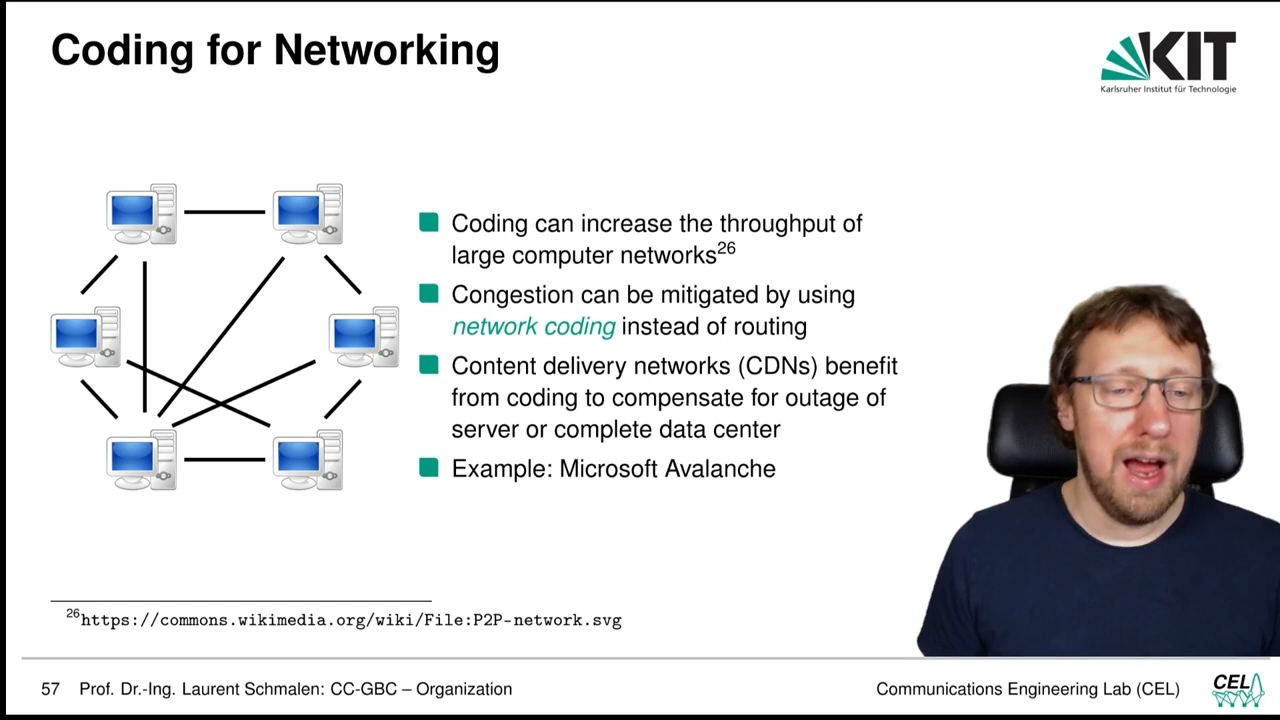 Coding for Networking
KIT
Karlsruher Institut für Technologie
Coding can increase the throughput of
large computer networks26
Congestion can be mitigated by using
network coding instead of routing
Content delivery networks (CDNs) benefit
from coding to compensate for outage of
server or complete data center
Example: Microsoft Avalanche
26https://commons.wikimedia.org/wiki/File:P2P-network.svg
57 Prof. Dr.-Ing. Laurent Schmalen: CC-GBC – Organization
Communications Engineering Lab (CEL)
CEL